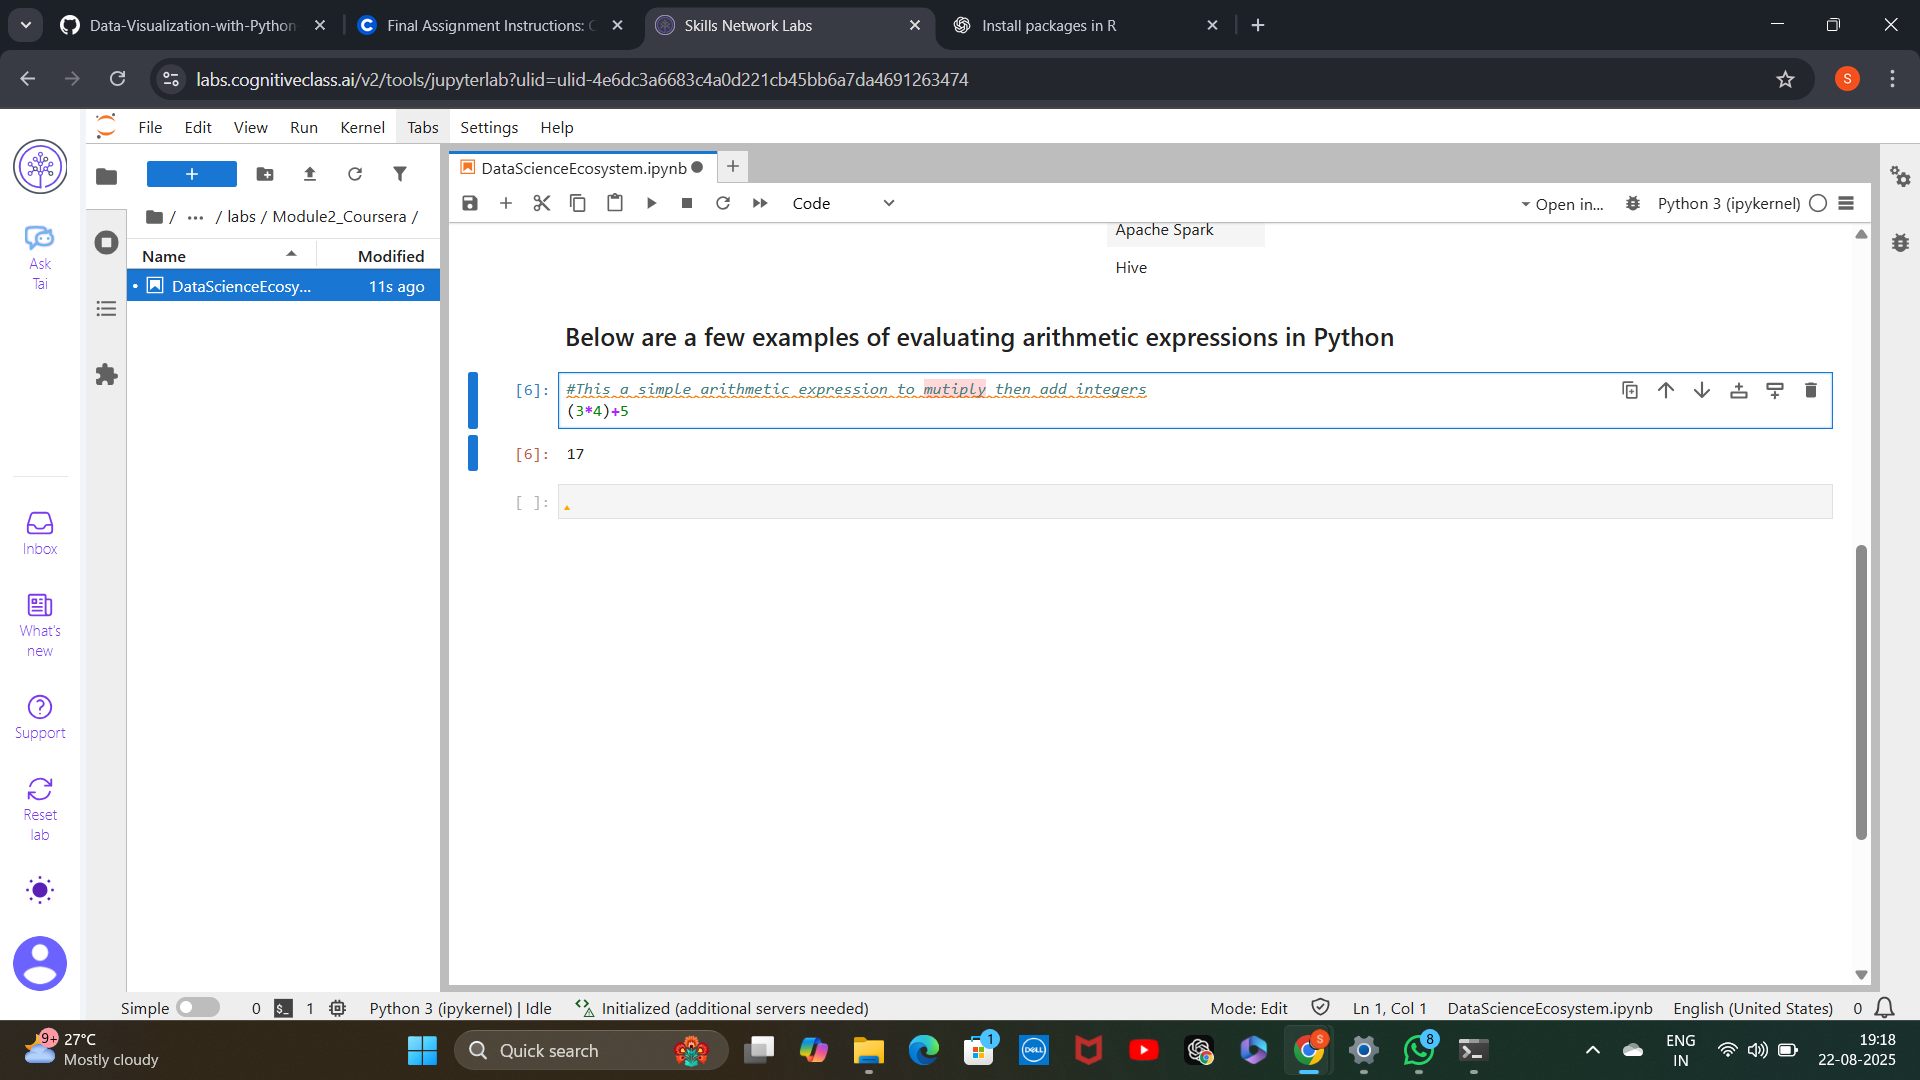 Data-Visualization-with-Python
Final Assignment Instructions: C
Skills Network Labs
Install packages in R
labs.cognitiveclass.ai/v2/tools/jupyterlab?ulid=ulid-4e6dc3a6683c4a0d221cb45bb6a7da4691263474
S
File Edit View Run Kernel Tabs Settings Help
Ask
Tai
Inbox
What's
new
Support
Reset
lab
/ ... / labs / Module2_Coursera /
Name Modified
DataScienceEcosy... 11s ago
DataScienceEcosystem.ipynb
Code
Open in...
Python 3 (ipykernel)
Apache Spark
Hive
Below are a few examples of evaluating arithmetic expressions in Python
[6]: #This a simple arithmetic expression to mutiply then add integers
(3*4)+5
[6]: 17
[ ]:
Simple 0 $_ 1 Python 3 (ipykernel) | Idle Initialized (additional servers needed) Mode: Edit Ln 1, Col 1 DataScienceEcosystem.ipynb English (United States) 0
9+
27°C
Mostly cloudy
Quick search
1
DELL
S
8
ENG
IN
19:18
22-08-2025